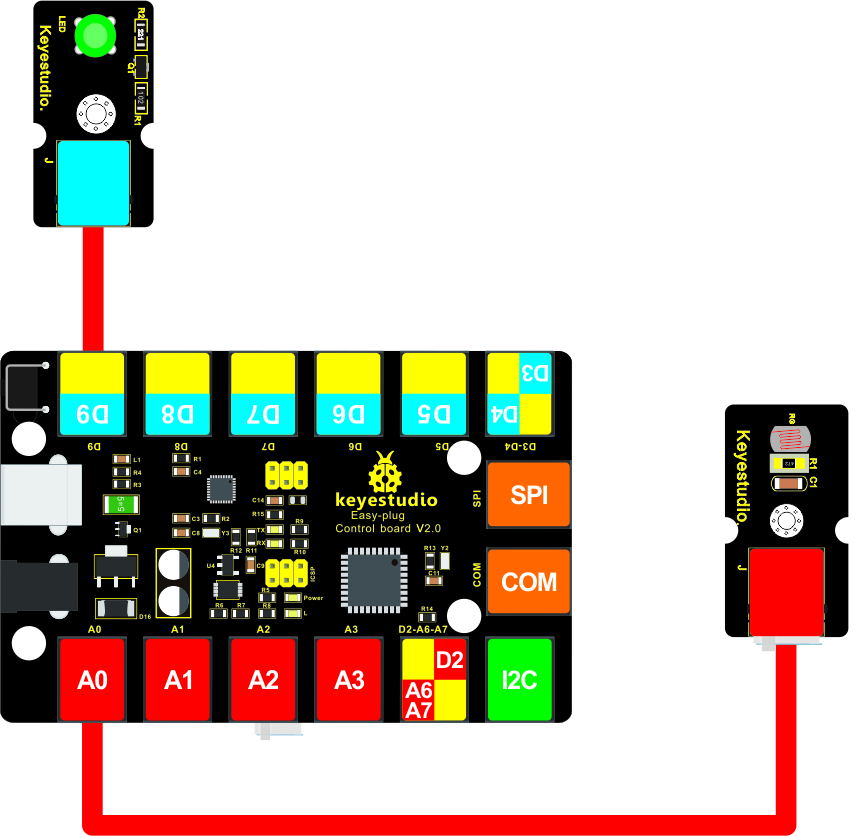 LED
R2
221
Q1
102
R1
Keyestudio.
J
D9
D8
D7
D6
D5
D3
D4
D9
D8
D7
D6
D5
D3-D4
L1
R4
R3
R1
C4
C14
R15
TX
RX
R9
R10
C3
R2
C8
Y3
R12
R11
Q1
U4
C9
ICSP
R5
Power
R6
R7
R8
L
D16
keyestudio
Easy-plug
Control board V2.0
R13
Y2
C11
R14
SPI
SPI
COM
COM
A0
A1
A2
A3
D2-A6-A7
A0
A1
A2
A3
D2
A6
A7
I2C
Keyestudio.
R1
C1
J